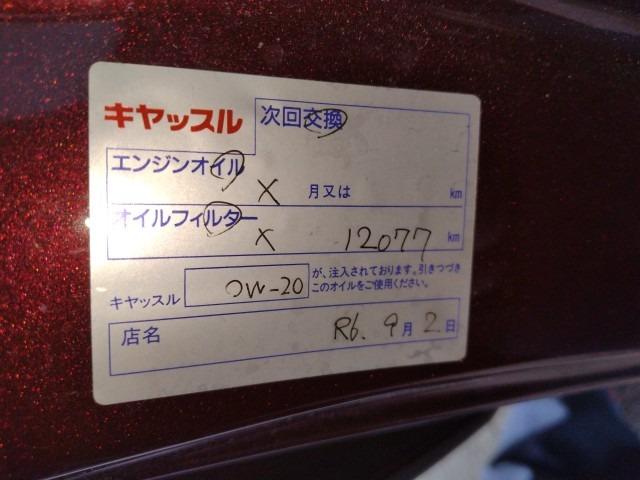 キヤッスル
次回交換
エンジンオイル
X 月又は km
オイルフィルター
X 12077 km
キヤッスル 0W-20 が、注入されております。引きつづき
このオイルをご使用ください。
店名
R6. 9月2日